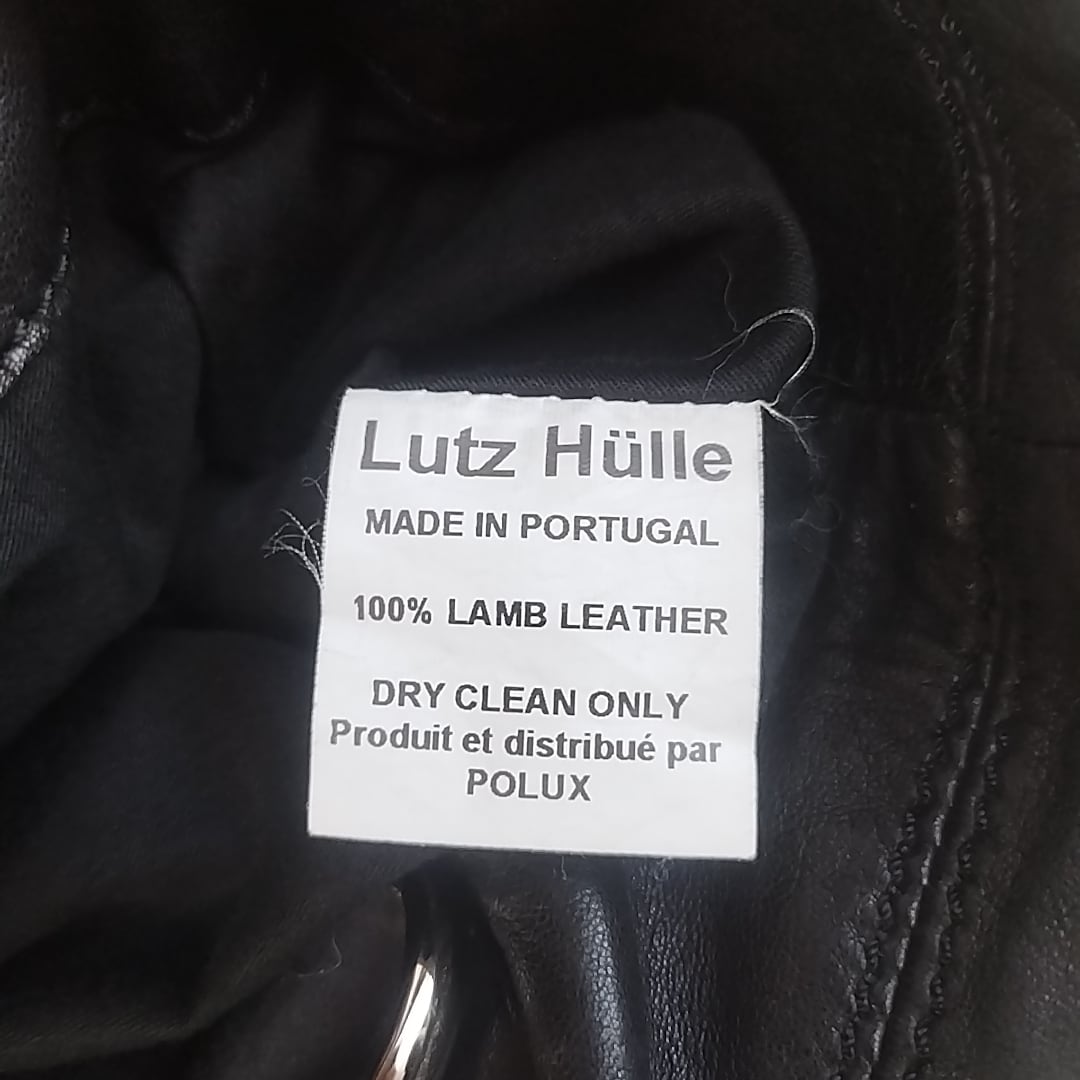 Lutz Hülle
MADE IN PORTUGAL
100% LAMB LEATHER
DRY CLEAN ONLY
Produit et distribué par
POLUX